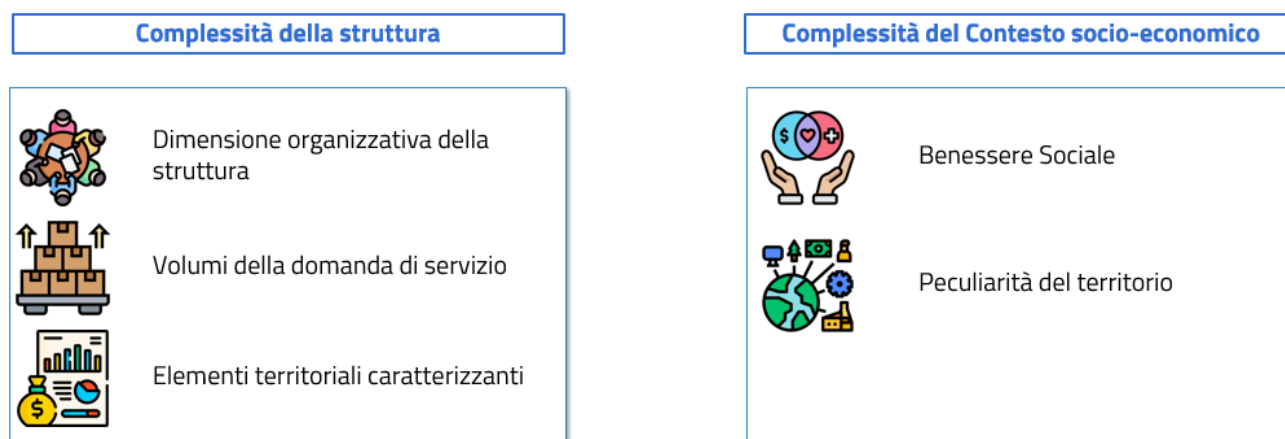 Complessità della struttura
Dimensione organizzativa della
struttura
Volumi della domanda di servizio
Elementi territoriali caratterizzanti
Complessità del Contesto socio-economico
Benessere Sociale
Peculiarità del territorio